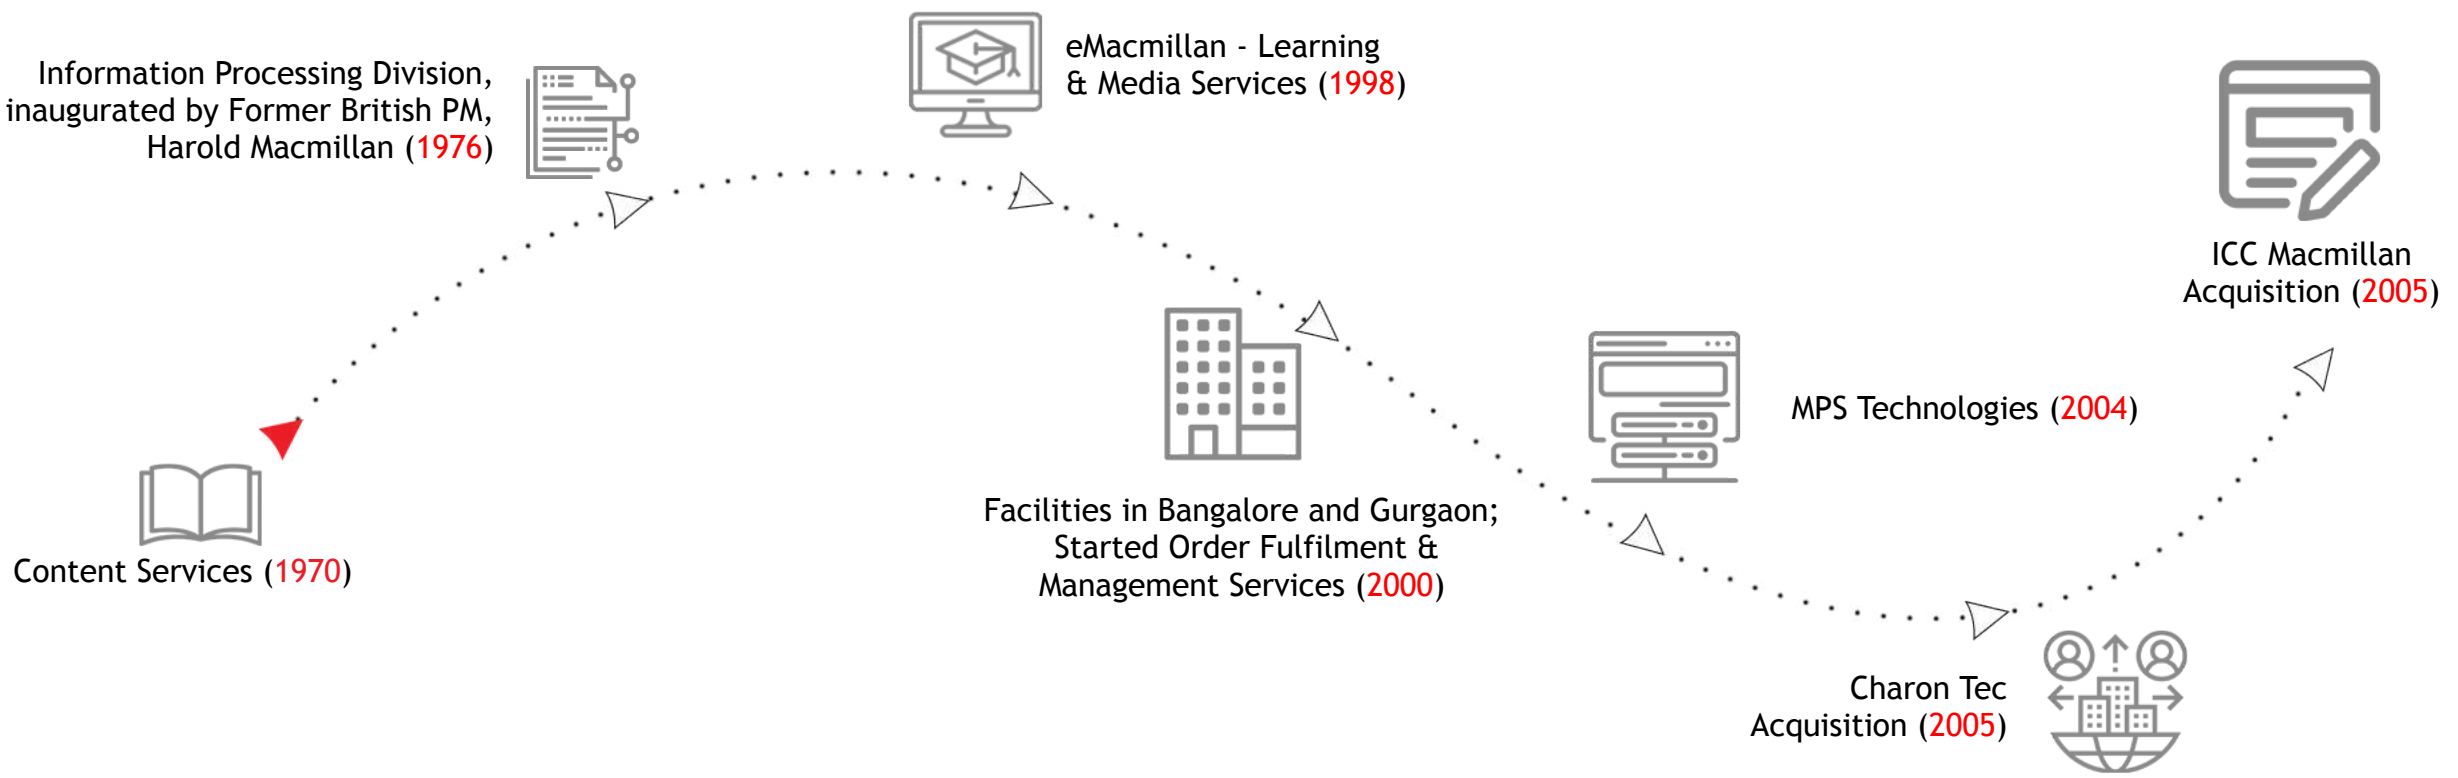 Content Services (1970)
Information Processing Division,
inaugurated by Former British PM,
Harold Macmillan (1976)
eMacmillan - Learning
& Media Services (1998)
Facilities in Bangalore and Gurgaon;
Started Order Fulfilment &
Management Services (2000)
MPS Technologies (2004)
Charon Tec
Acquisition (2005)
ICC Macmillan
Acquisition (2005)